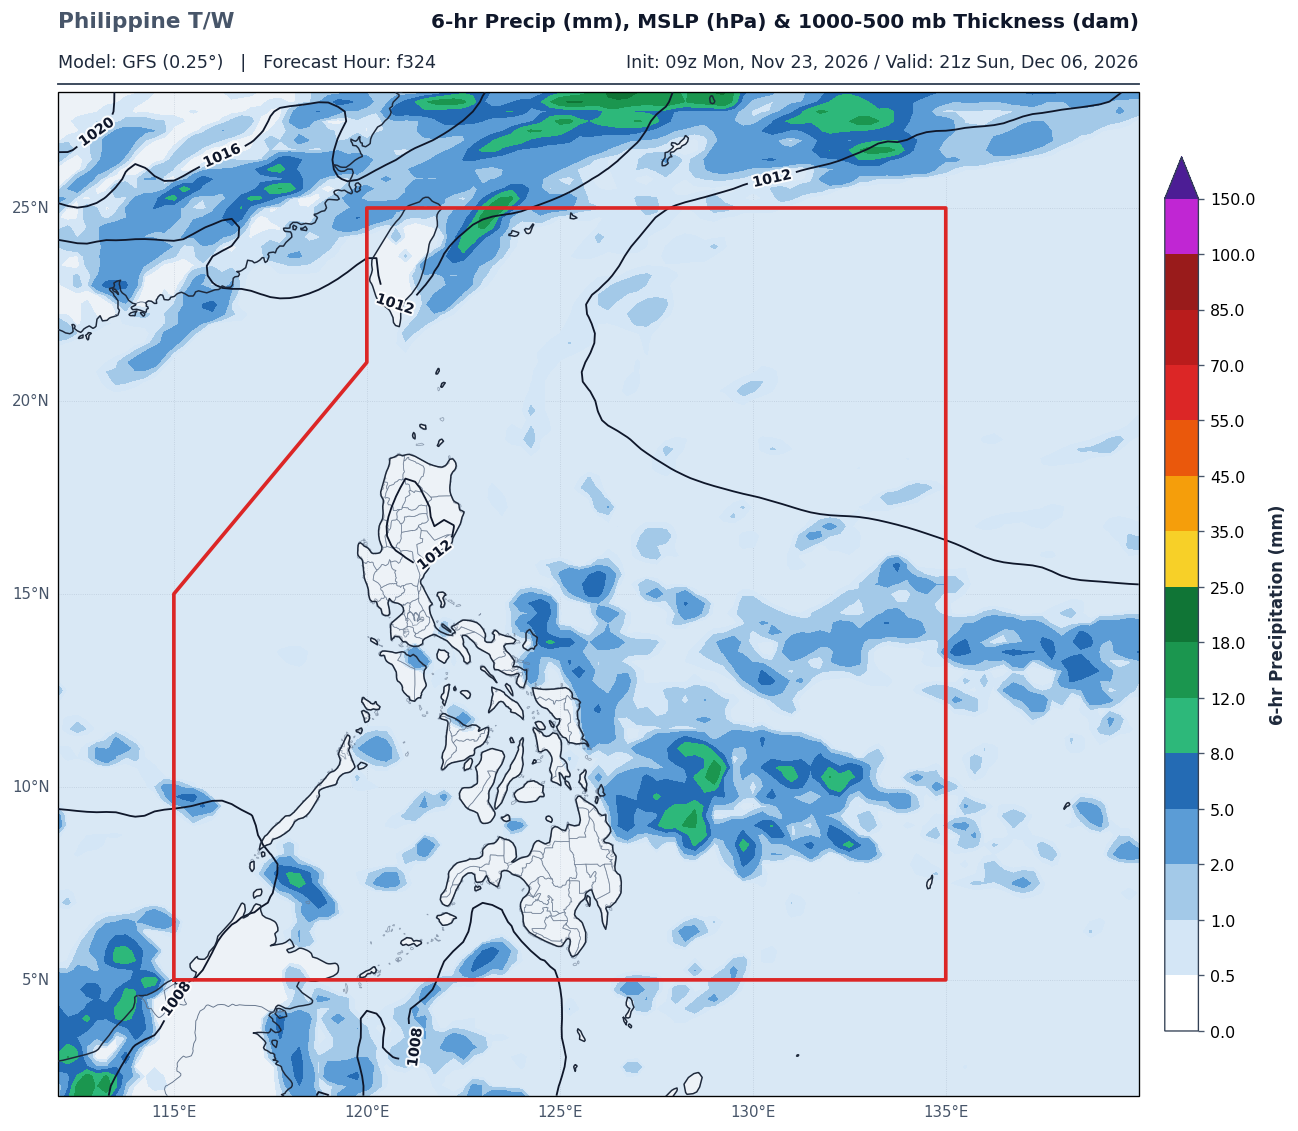 Philippine T/W
6-hr Precip (mm), MSLP (hPa) & 1000-500 mb Thickness (dam)
Model: GFS (0.25°) | Forecast Hour: f324
Init: 09z Mon, Nov 23, 2026 / Valid: 21z Sun, Dec 06, 2026
1020
1016
1012
1012
1012
1008
1008
25°N
20°N
15°N
10°N
5°N
115°E
120°E
125°E
130°E
135°E
150.0
100.0
85.0
70.0
55.0
45.0
35.0
25.0
18.0
12.0
8.0
5.0
2.0
1.0
0.5
0.0
6-hr Precipitation (mm)